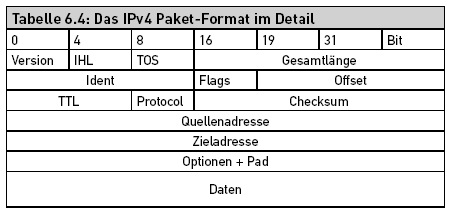 Tabelle 6.4: Das IPv4 Paket-Format im Detail
0 4 8 16 19 31 Bit
Version IHL TOS Gesamtlänge
Ident Flags Offset
TTL Protocol Checksum
Quellenadresse
Zieladresse
Optionen + Pad
Daten